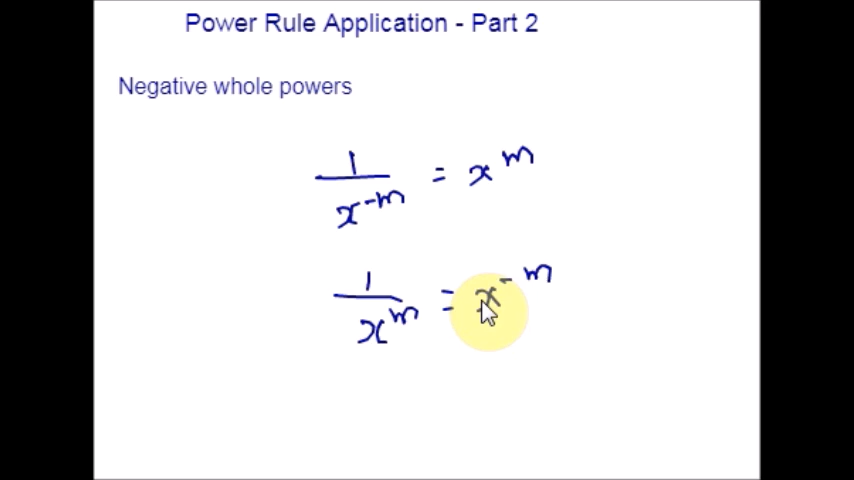 Power Rule Application - Part 2
Negative whole powers
1/x^{-m} = x^m
1/x^m = x^{-m}